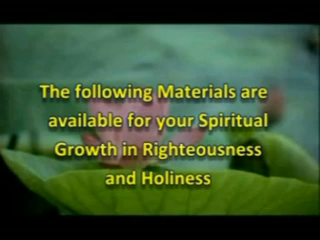 The following Materials are
available for your Spiritual
Growth in Righteousness
and Holiness